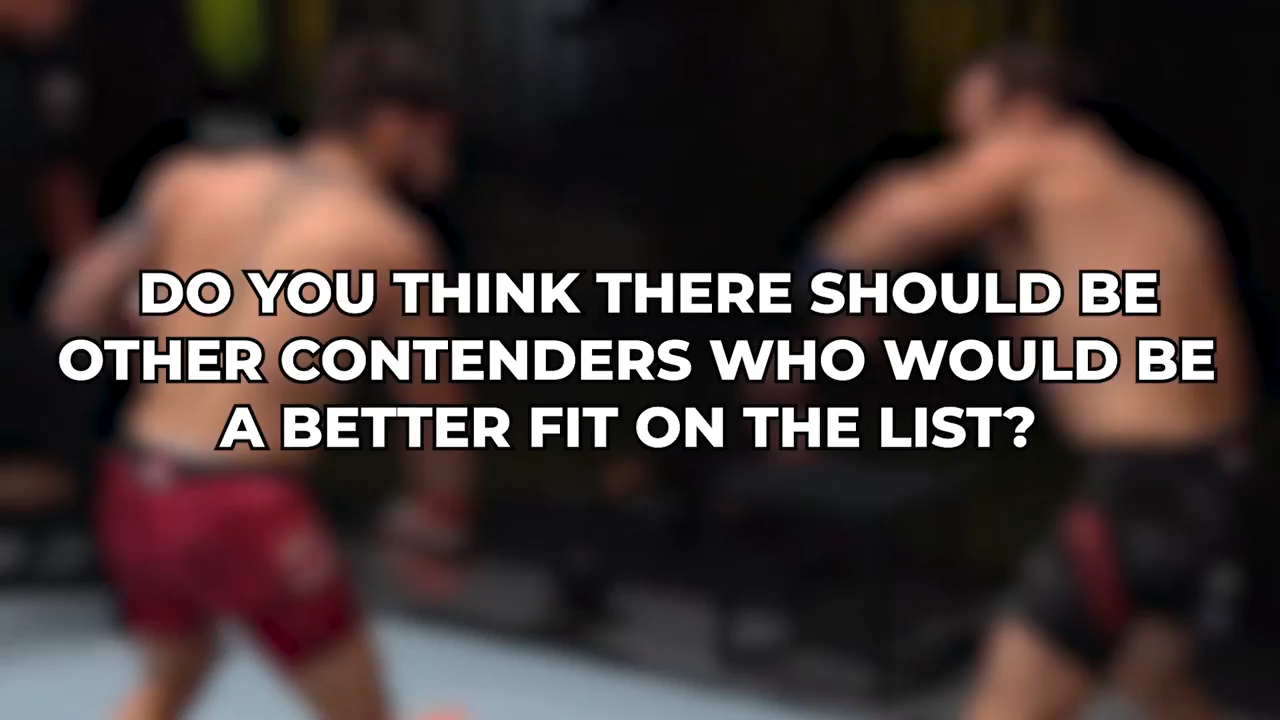 DO YOU THINK THERE SHOULD BE
OTHER CONTENDERS WHO WOULD BE
A BETTER FIT ON THE LIST?